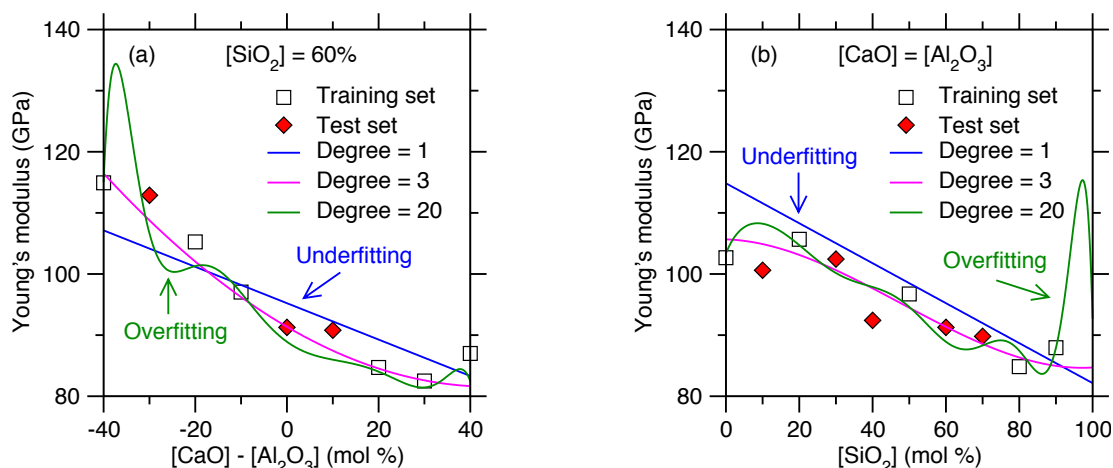 (a) [SiO₂] = 60%
Training set
Test set
Degree = 1
Degree = 3
Degree = 20
Underfitting
Overfitting
140
120
100
80
Young's modulus (GPa)
-40 -20 0 20 40
[CaO] - [Al₂O₃] (mol %)
(b) [CaO] = [Al₂O₃]
Training set
Test set
Degree = 1
Degree = 3
Degree = 20
Underfitting
Overfitting
140
120
100
80
Young's modulus (GPa)
0 20 40 60 80 100
[SiO₂] (mol %)